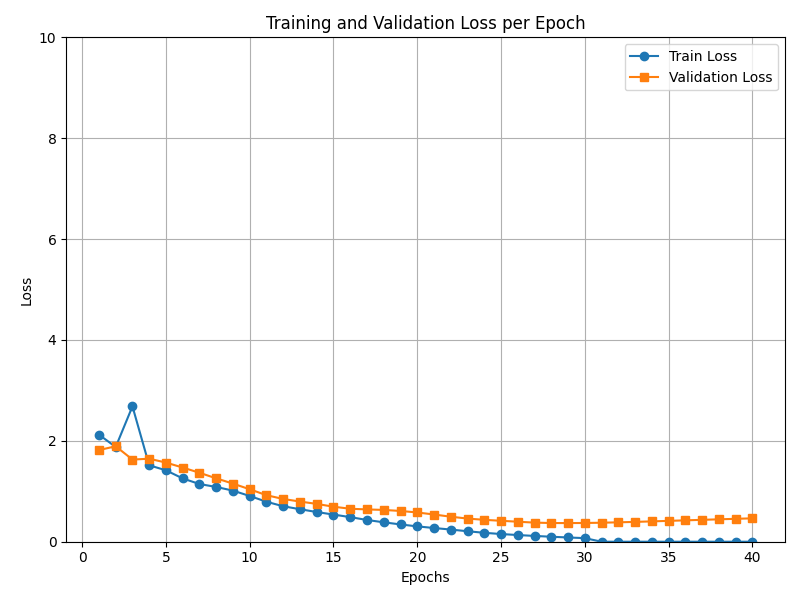 Training and Validation Loss per Epoch
10
8
6
4
2
0
Loss
Train Loss
Validation Loss
0 5 10 15 20 25 30 35 40
Epochs